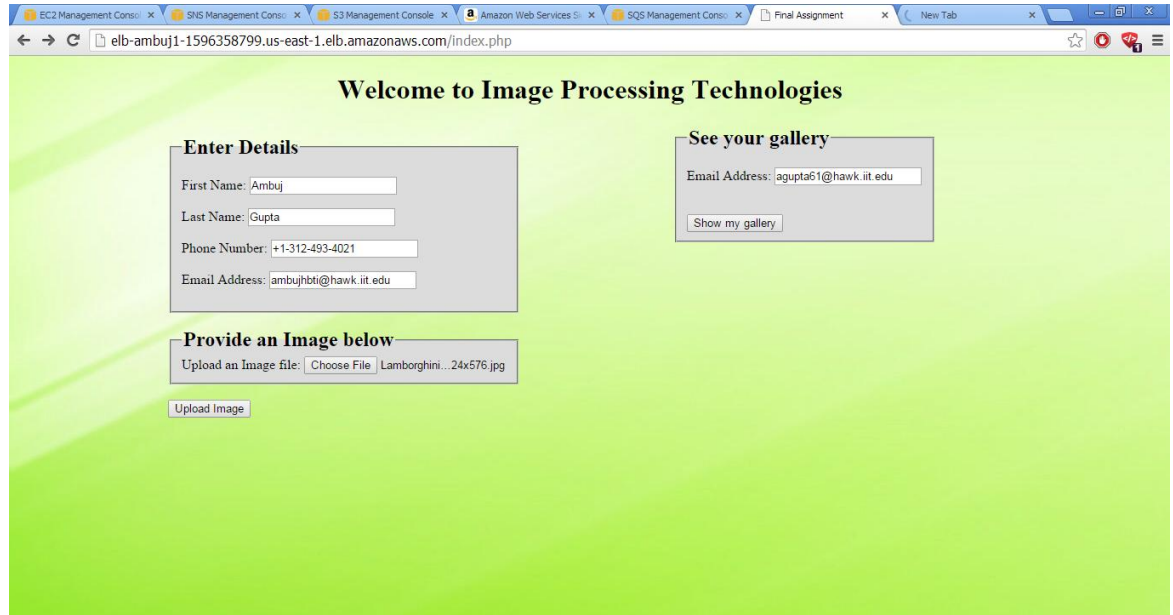 EC2 Management Consol
SNS Management Conso
S3 Management Console
Amazon Web Services Si
SQS Management Conso
Final Assignment
New Tab
elb-ambuj1-1596358799.us-east-1.elb.amazonaws.com/index.php
Welcome to Image Processing Technologies
Enter Details
First Name: Ambuj
Last Name: Gupta
Phone Number: +1-312-493-4021
Email Address: ambujhbti@hawk.iit.edu
Provide an Image below
Upload an Image file: Choose File Lamborghini...24x576.jpg
Upload Image
See your gallery
Email Address: agupta61@hawk.iit.edu
Show my gallery